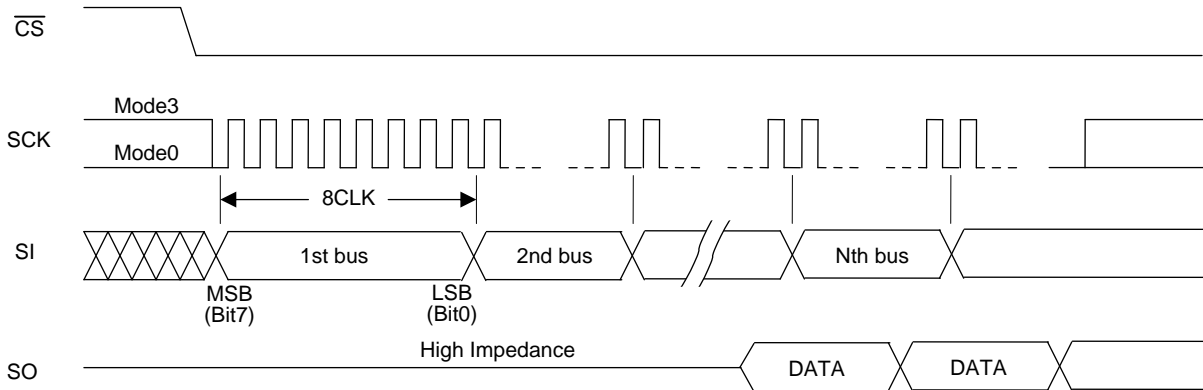 CS
Mode3
SCK
Mode0
8CLK
SI
1st bus
2nd bus
Nth bus
MSB
(Bit7)
LSB
(Bit0)
High Impedance
SO
DATA
DATA